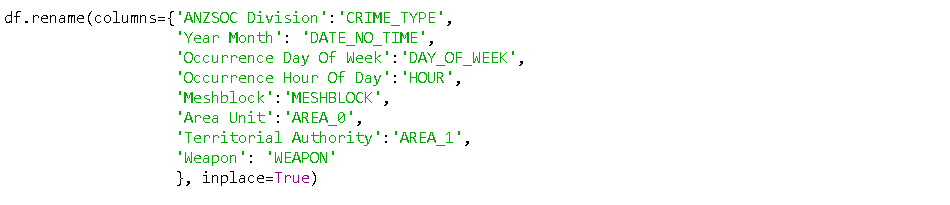 df.rename(columns={'ANZSOC Division':'CRIME_TYPE',
'Year Month': 'DATE_NO_TIME',
'Occurrence Day Of Week':'DAY_OF_WEEK',
'Occurrence Hour Of Day':'HOUR',
'Meshblock':'MESHBLOCK',
'Area Unit':'AREA_0',
'Territorial Authority':'AREA_1',
'Weapon': 'WEAPON'
}, inplace=True)